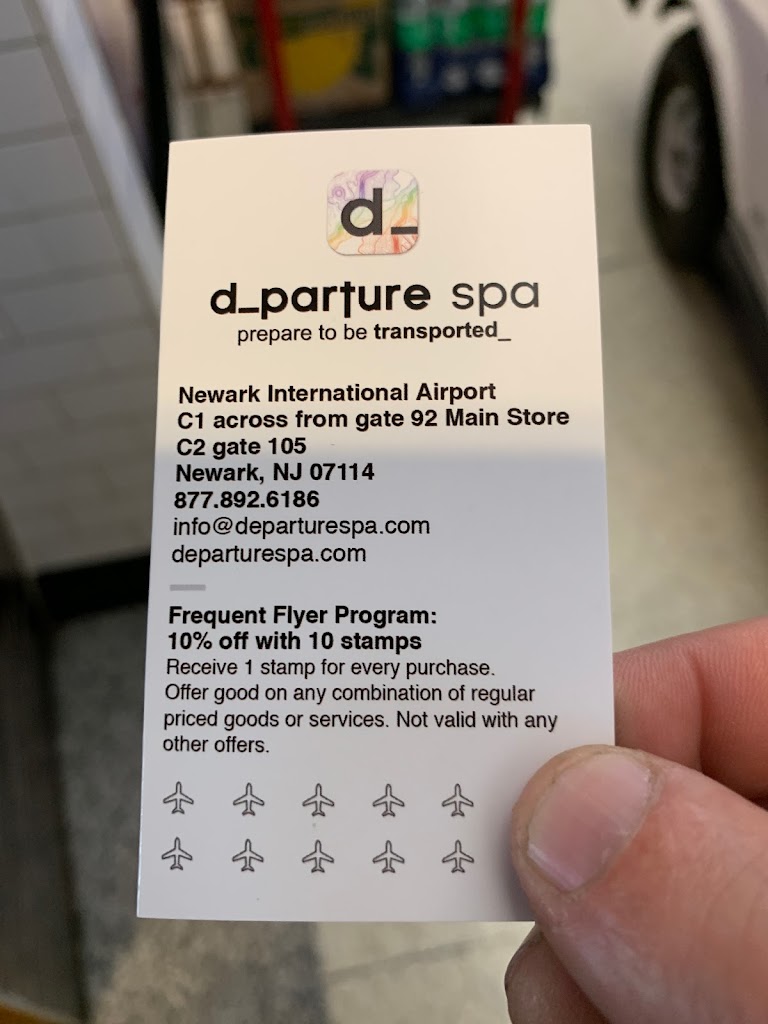 d_
d_parture spa
prepare to be transported_
Newark International Airport
C1 across from gate 92 Main Store
C2 gate 105
Newark, NJ 07114
877.892.6186
info@departurespa.com
departurespa.com
Frequent Flyer Program:
10% off with 10 stamps
Receive 1 stamp for every purchase.
Offer good on any combination of regular
priced goods or services. Not valid with any
other offers.